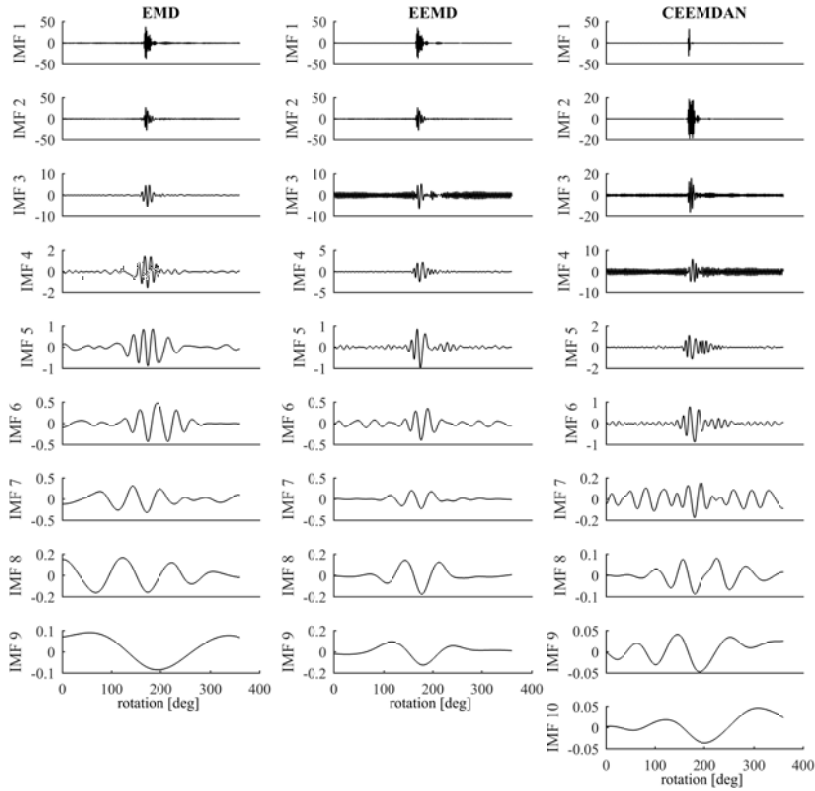 EMD EEMD CEEMDAN
50 50 50
IMF 1 0 IMF 1 0 IMF 1 0
-50 -50 -50
50 50 20
IMF 2 0 IMF 2 0 IMF 2 0
-50 -50 -20
10 10 20
IMF 3 0 IMF 3 0 IMF 3 0
-10 -10 -20
2 5 10
IMF 4 0 IMF 4 0 IMF 4 0
-2 -5 -10
1 1 2
IMF 5 0 IMF 5 0 IMF 5 0
-1 -1 -2
0.5 0.5 1
IMF 6 0 IMF 6 0 IMF 6 0
-0.5 -0.5 -1
0.5 0.5 0.2
IMF 7 0 IMF 7 0 IMF 7 0
-0.5 -0.5 -0.2
0.2 0.2 0.1
IMF 8 0 IMF 8 0 IMF 8 0
-0.2 -0.2 -0.1
0.1 0.2 0.05
IMF 9 0 IMF 9 0 IMF 9 0
-0.1 -0.2 -0.05
0 100 200 300 400 0 100 200 300 400
rotation [deg] rotation [deg]
0.05
IMF 10 0
-0.05
0 100 200 300 400
rotation [deg]